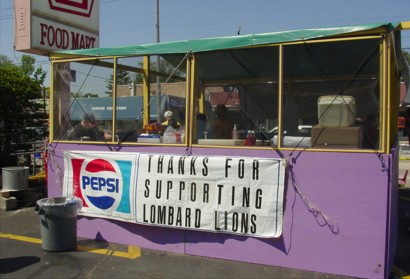 FOOD MART
PEPSI
THANKS FOR
SUPPORTING
LOMBARD LIONS